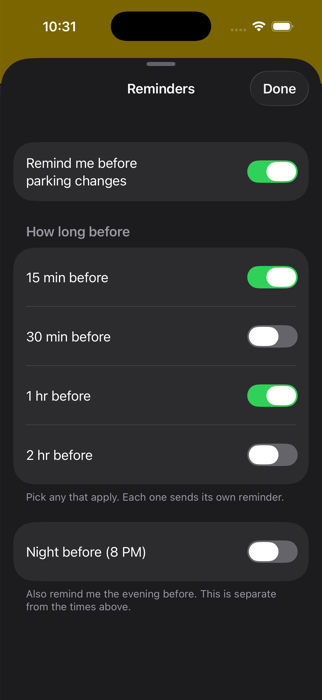 10:31
Reminders
Done
Remind me before
parking changes
How long before
15 min before
30 min before
1 hr before
2 hr before
Pick any that apply. Each one sends its own reminder.
Night before (8 PM)
Also remind me the evening before. This is separate
from the times above.